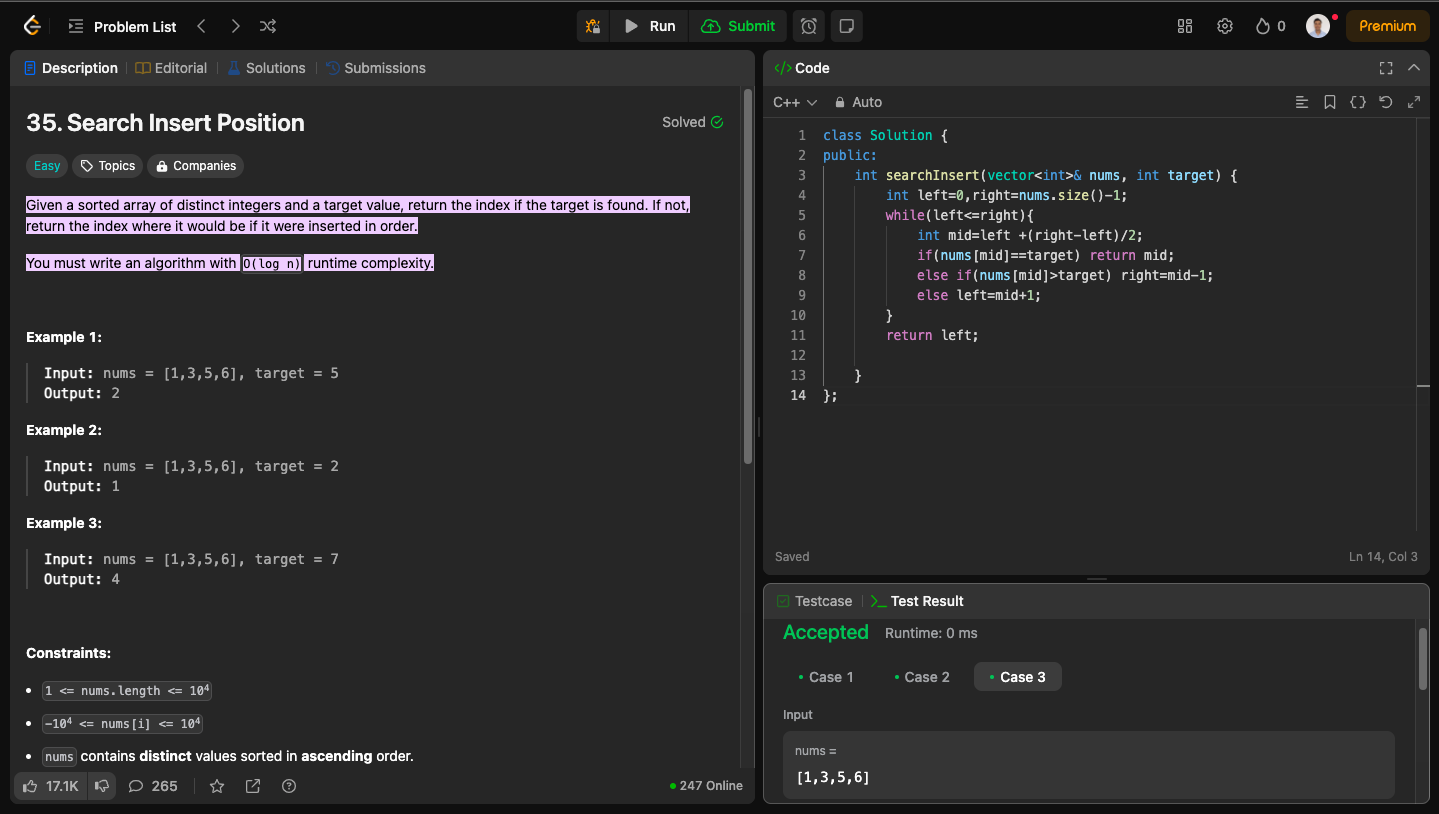 Problem List
Run
Submit
0
Premium
Description
Editorial
Solutions
Submissions
35. Search Insert Position
Solved
Easy
Topics
Companies
Given a sorted array of distinct integers and a target value, return the index if the target is found. If not,
return the index where it would be if it were inserted in order.
You must write an algorithm with O(log n) runtime complexity.
Example 1:
Input: nums = [1,3,5,6], target = 5
Output: 2
Example 2:
Input: nums = [1,3,5,6], target = 2
Output: 1
Example 3:
Input: nums = [1,3,5,6], target = 7
Output: 4
Constraints:
• 1 <= nums.length <= 10⁴
• -10⁴ <= nums[i] <= 10⁴
• nums contains distinct values sorted in ascending order.
17.1K
265
247 Online
</> Code
C++
Auto
1 class Solution {
2 public:
3     int searchInsert(vector<int>& nums, int target) {
4         int left=0,right=nums.size()-1;
5         while(left<=right){
6             int mid=left +(right-left)/2;
7             if(nums[mid]==target) return mid;
8             else if(nums[mid]>target) right=mid-1;
9             else left=mid+1;
10         }
11         return left;
12
13     }
14 };
Saved
Ln 14, Col 3
Testcase
>_ Test Result
Accepted
Runtime: 0 ms
• Case 1
• Case 2
• Case 3
Input
nums =
[1,3,5,6]